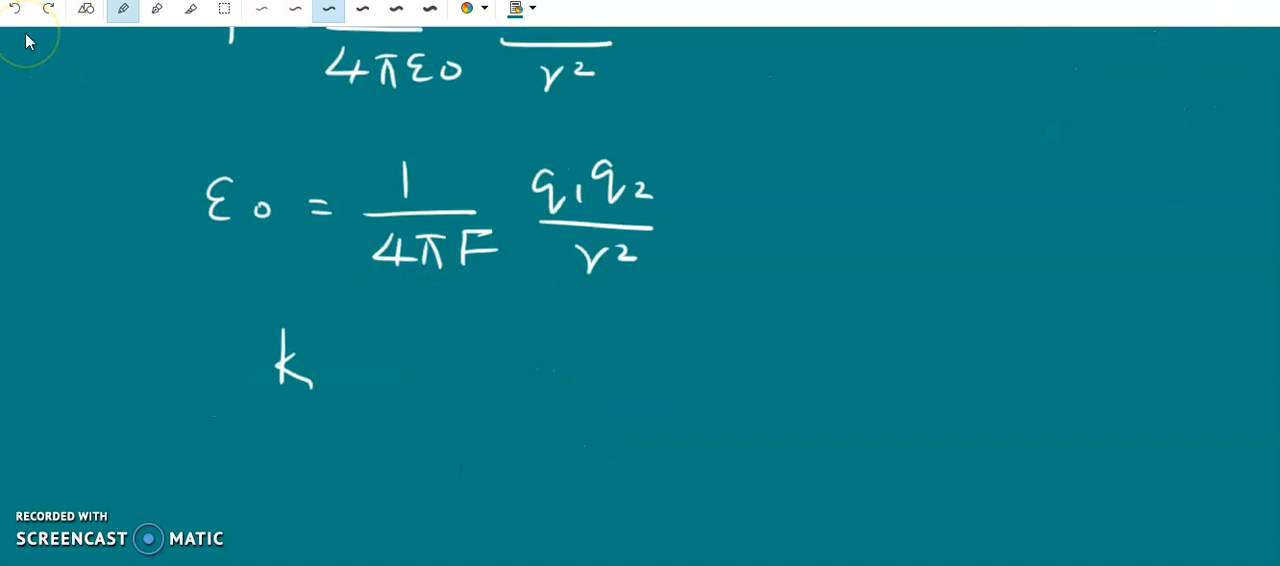 4πε0 r²
ε0 = 1/4πF q1q2/r²
k
RECORDED WITH
SCREENCAST MATIC